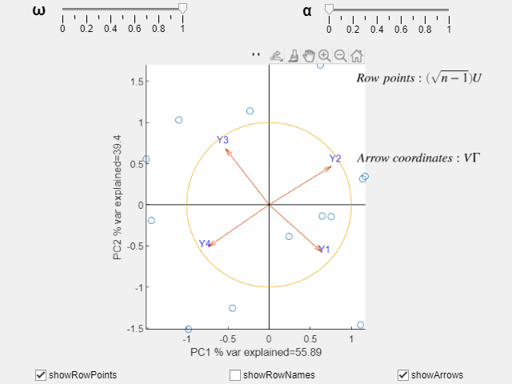 ω
α
0 0.2 0.4 0.6 0.8 1
0 0.2 0.4 0.6 0.8 1
Row points : (√n − 1)U
Arrow coordinates : VΓ
1.5
1
0.5
0
-0.5
-1
-1.5
PC2 % var explained=39.4
Y3
Y2
Y4
Y1
-1 -0.5 0 0.5 1
PC1 % var explained=55.89
showRowPoints
showRowNames
showArrows